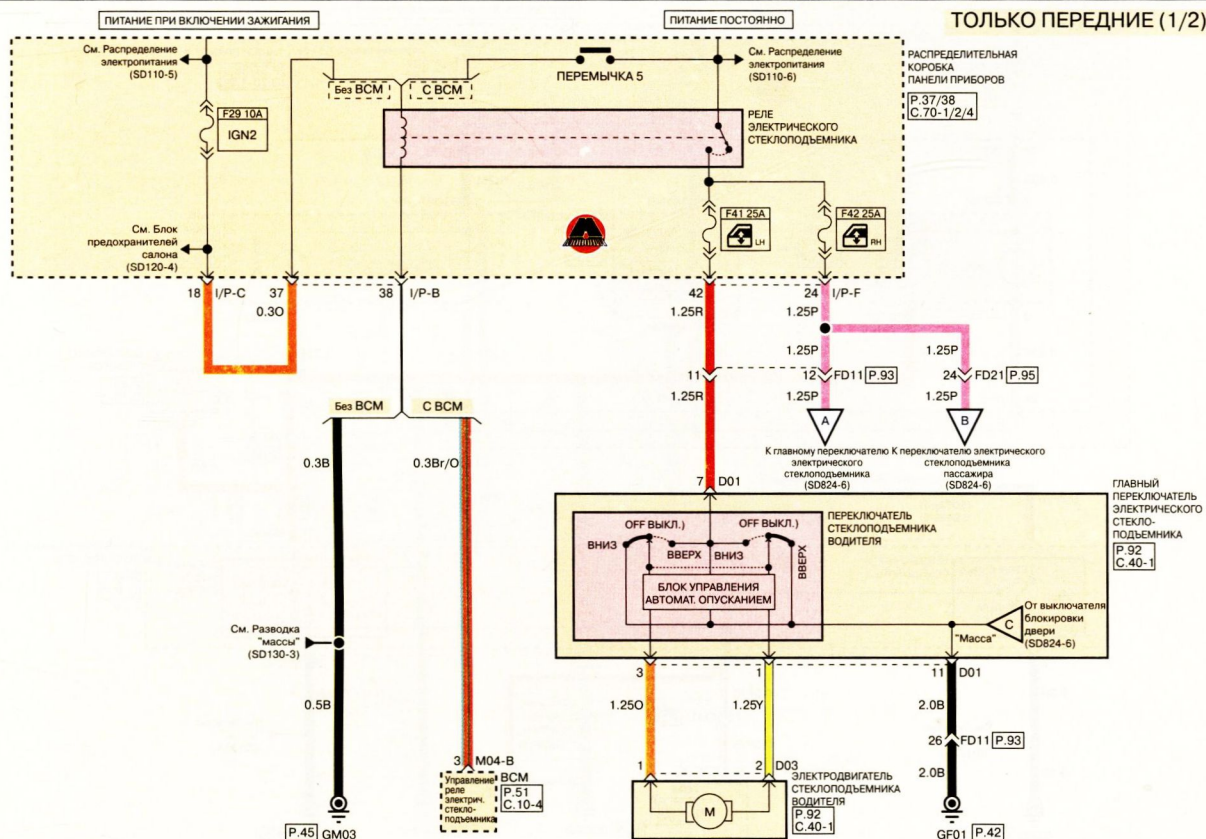 ПИТАНИЕ ПРИ ВКЛЮЧЕНИИ ЗАЖИГАНИЯ
ПИТАНИЕ ПОСТОЯННО
ТОЛЬКО ПЕРЕДНИЕ (1/2)
См. Распределение
электропитания
(SD110-5)
Без BCM
С BCM
ПЕРЕМЫЧКА 5
См. Распределение
электропитания
(SD110-6)
РАСПРЕДЕЛИТЕЛЬНАЯ
КОРОБКА
ПАНЕЛИ ПРИБОРОВ
P.37/38
C.70-1/2/4
F29 10A
IGN2
РЕЛЕ
ЭЛЕКТРИЧЕСКОГО
СТЕКЛОПОДЪЕМНИКА
См. Блок
предохранителей
салона
(SD120-4)
F41 25A
LH
F42 25A
RH
18
I/P-C
37
38
I/P-B
42
24
I/P-F
0.3O
1.25R
1.25P
1.25P
1.25P
11
12
FD11
P.93
24
FD21
P.95
1.25R
1.25P
1.25P
A
B
К главному переключателю
электрического
стеклоподъемника
(SD824-6)
К переключателю электрического
стеклоподъемника
пассажира
(SD824-6)
Без BCM
С BCM
0.3B
0.3Br/O
7
D01
ГЛАВНЫЙ
ПЕРЕКЛЮЧАТЕЛЬ
ЭЛЕКТРИЧЕСКОГО
СТЕКЛО-
ПОДЪЕМНИКА
P.92
C.40-1
ПЕРЕКЛЮЧАТЕЛЬ
СТЕКЛОПОДЪЕМНИКА
ВОДИТЕЛЯ
OFF ВЫКЛ.)
OFF ВЫКЛ.)
ВНИЗ
ВВЕРХ
ВНИЗ
ВВЕРХ
БЛОК УПРАВЛЕНИЯ
АВТОМАТ. ОПУСКАНИЕМ
C
От выключателя
блокировки
двери
(SD824-6)
"Масса"
См. Разводка
"массы"
(SD130-3)
0.5B
3
1
11
D01
1.25O
1.25Y
2.0B
26
FD11
P.93
2.0B
3
M04-B
Управление
реле
электрич.
стекло-
подъемника
BCM
P.51
C.10-4
1
2
D03
M
ЭЛЕКТРОДВИГАТЕЛЬ
СТЕКЛОПОДЪЕМНИКА
ВОДИТЕЛЯ
P.92
C.40-1
P.45
GM03
GF01
P.42